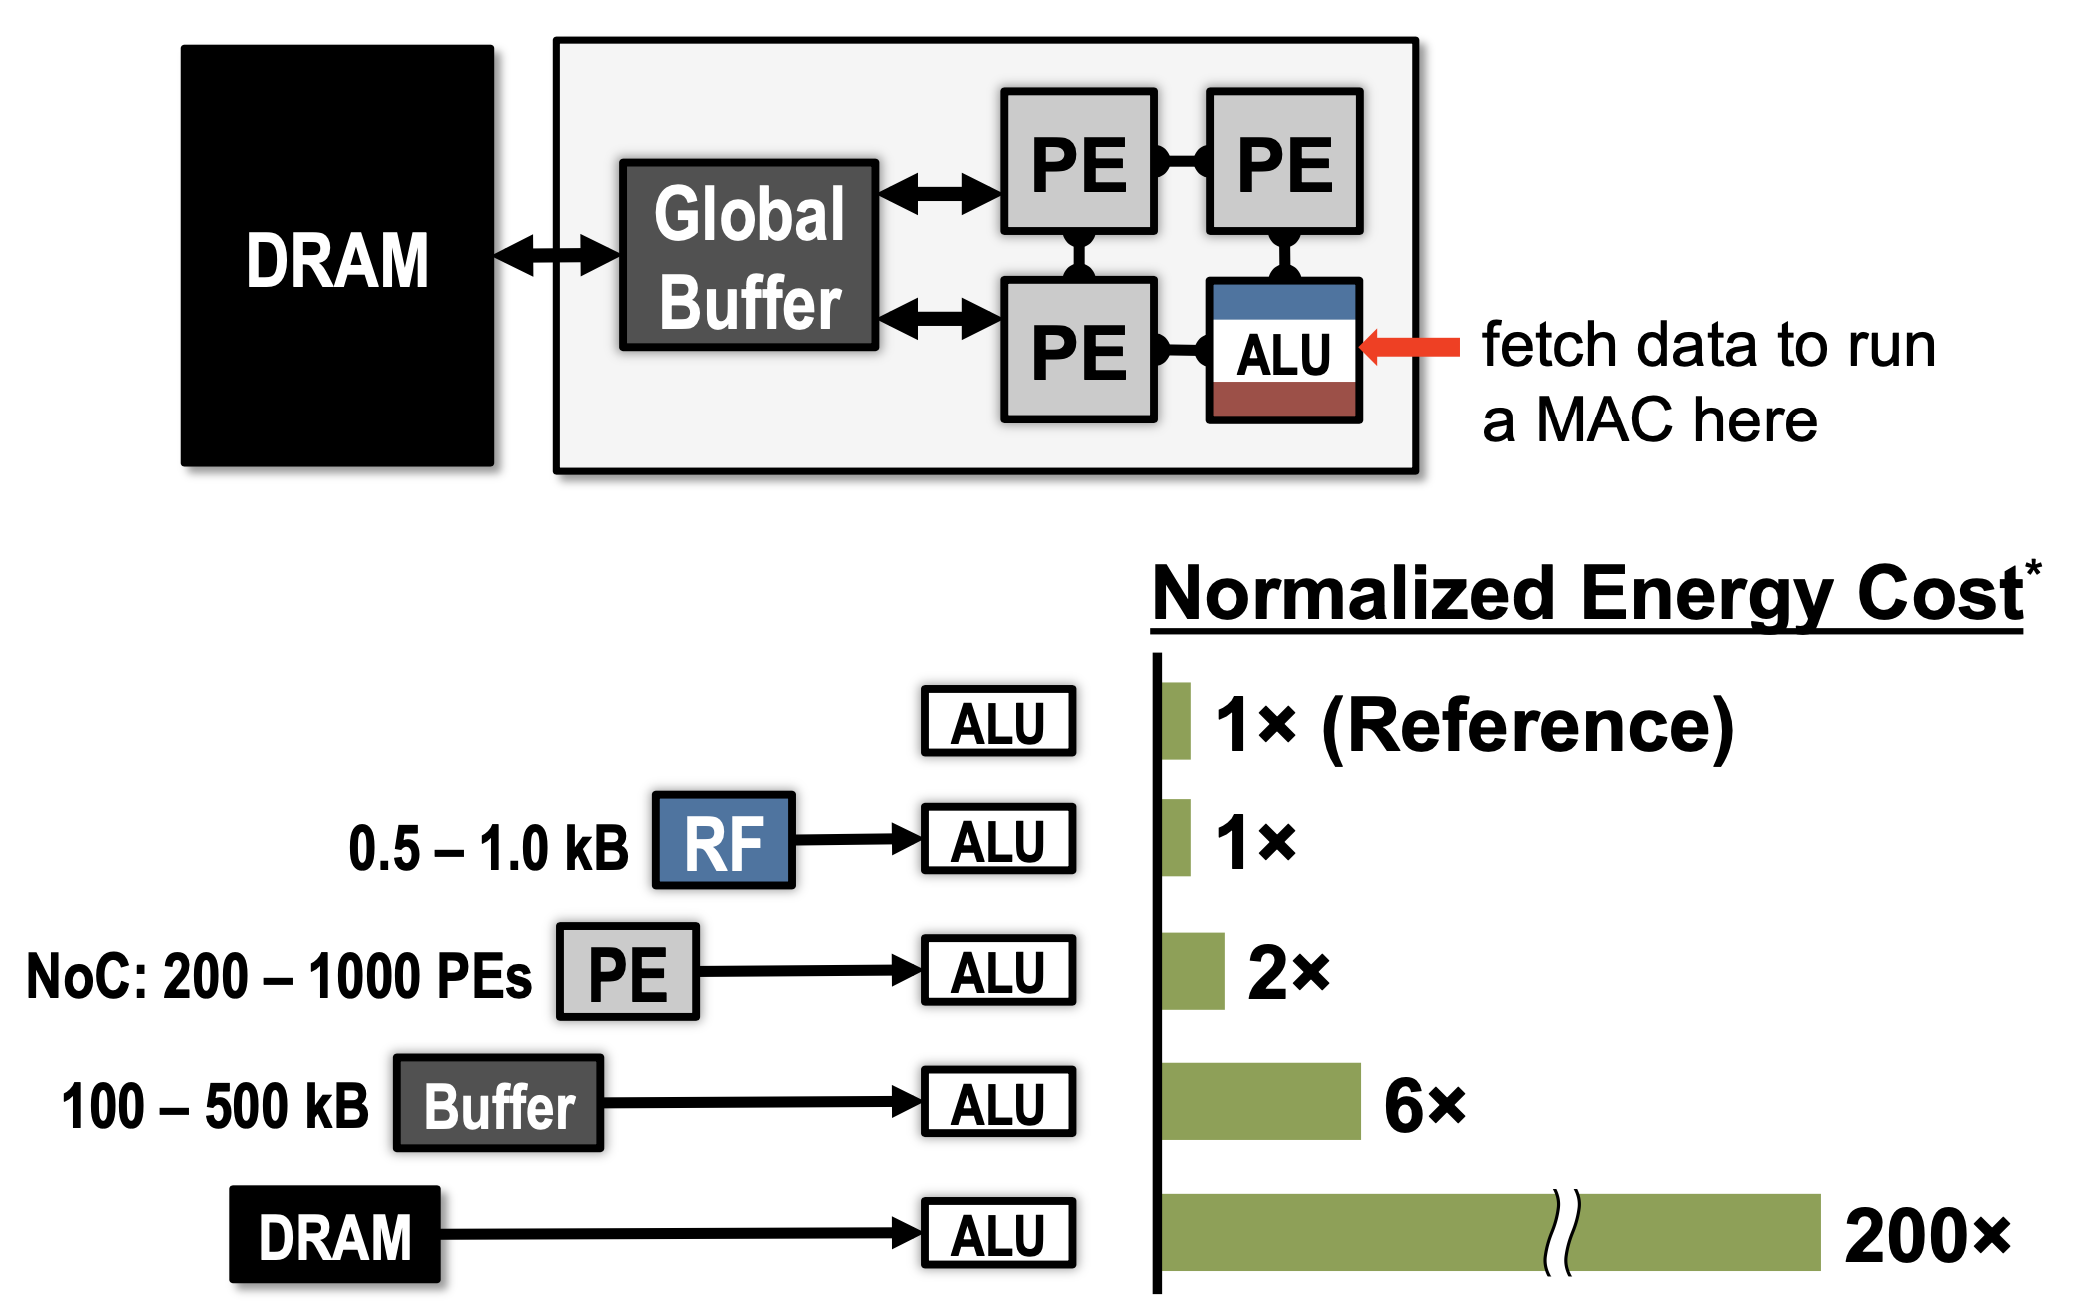 DRAM
Global
Buffer
PE
PE
PE
ALU
fetch data to run
a MAC here
Normalized Energy Cost*
ALU
1× (Reference)
0.5 – 1.0 kB
RF
ALU
1×
NoC: 200 – 1000 PEs
PE
ALU
2×
100 – 500 kB
Buffer
ALU
6×
DRAM
ALU
200×